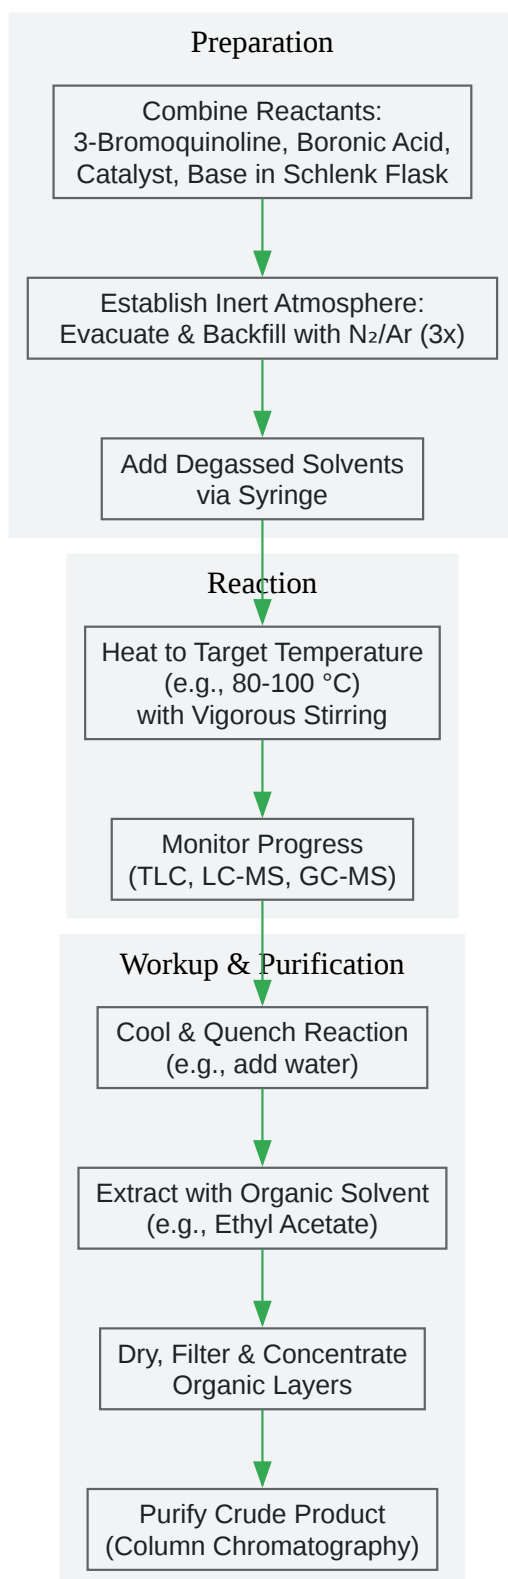 Preparation
Combine Reactants:
3-Bromoquinoline, Boronic Acid,
Catalyst, Base in Schlenk Flask
Establish Inert Atmosphere:
Evacuate & Backfill with N₂/Ar (3x)
Add Degassed Solvents
via Syringe
Reaction
Heat to Target Temperature
(e.g., 80-100 °C)
with Vigorous Stirring
Monitor Progress
(TLC, LC-MS, GC-MS)
Workup & Purification
Cool & Quench Reaction
(e.g., add water)
Extract with Organic Solvent
(e.g., Ethyl Acetate)
Dry, Filter & Concentrate
Organic Layers
Purify Crude Product
(Column Chromatography)